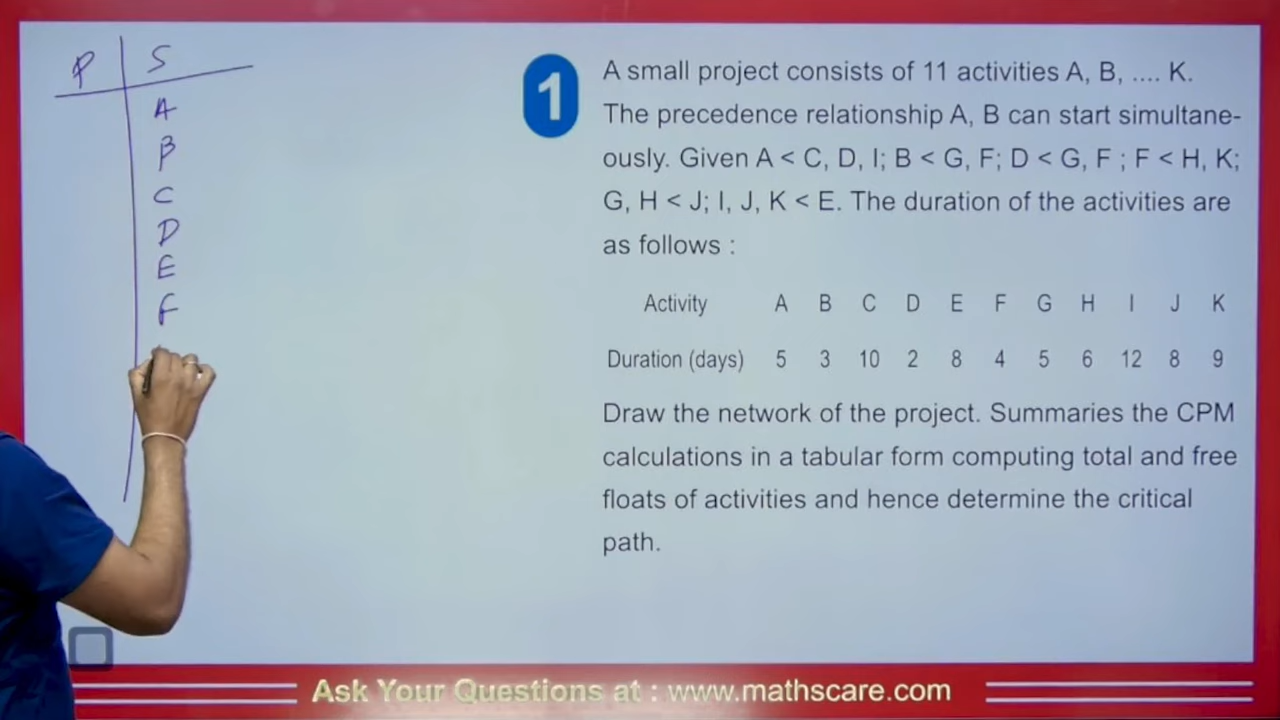 P S
A
B
C
D
E
F
1
A small project consists of 11 activities A, B, .... K.
The precedence relationship A, B can start simultane-
ously. Given A < C, D, I; B < G, F; D < G, F ; F < H, K;
G, H < J; I, J, K < E. The duration of the activities are
as follows :
Activity A B C D E F G H I J K
Duration (days) 5 3 10 2 8 4 5 6 12 8 9
Draw the network of the project. Summaries the CPM
calculations in a tabular form computing total and free
floats of activities and hence determine the critical
path.
Ask Your Questions at : www.mathscare.com